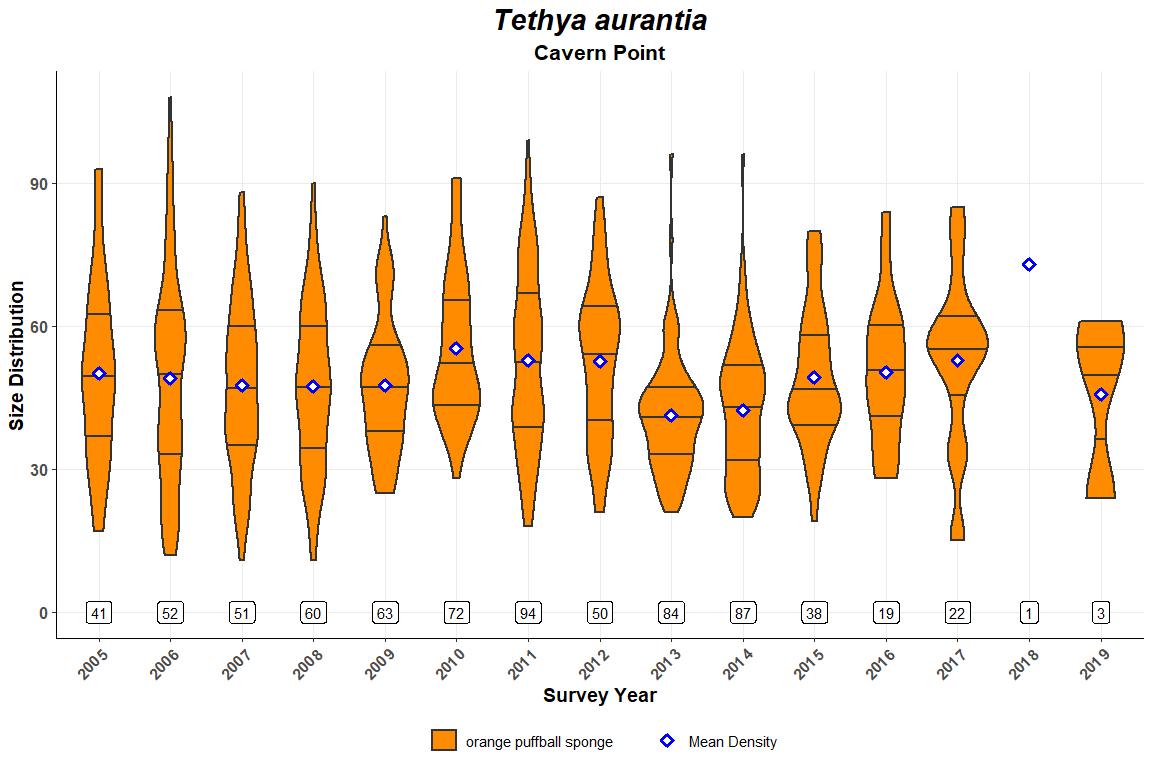 Tethya aurantia
Cavern Point
Size Distribution
90
60
30
0
41 52 51 60 63 72 94 50 84 87 38 19 22 1 3
2005 2006 2007 2008 2009 2010 2011 2012 2013 2014 2015 2016 2017 2018 2019
Survey Year
orange puffball sponge Mean Density